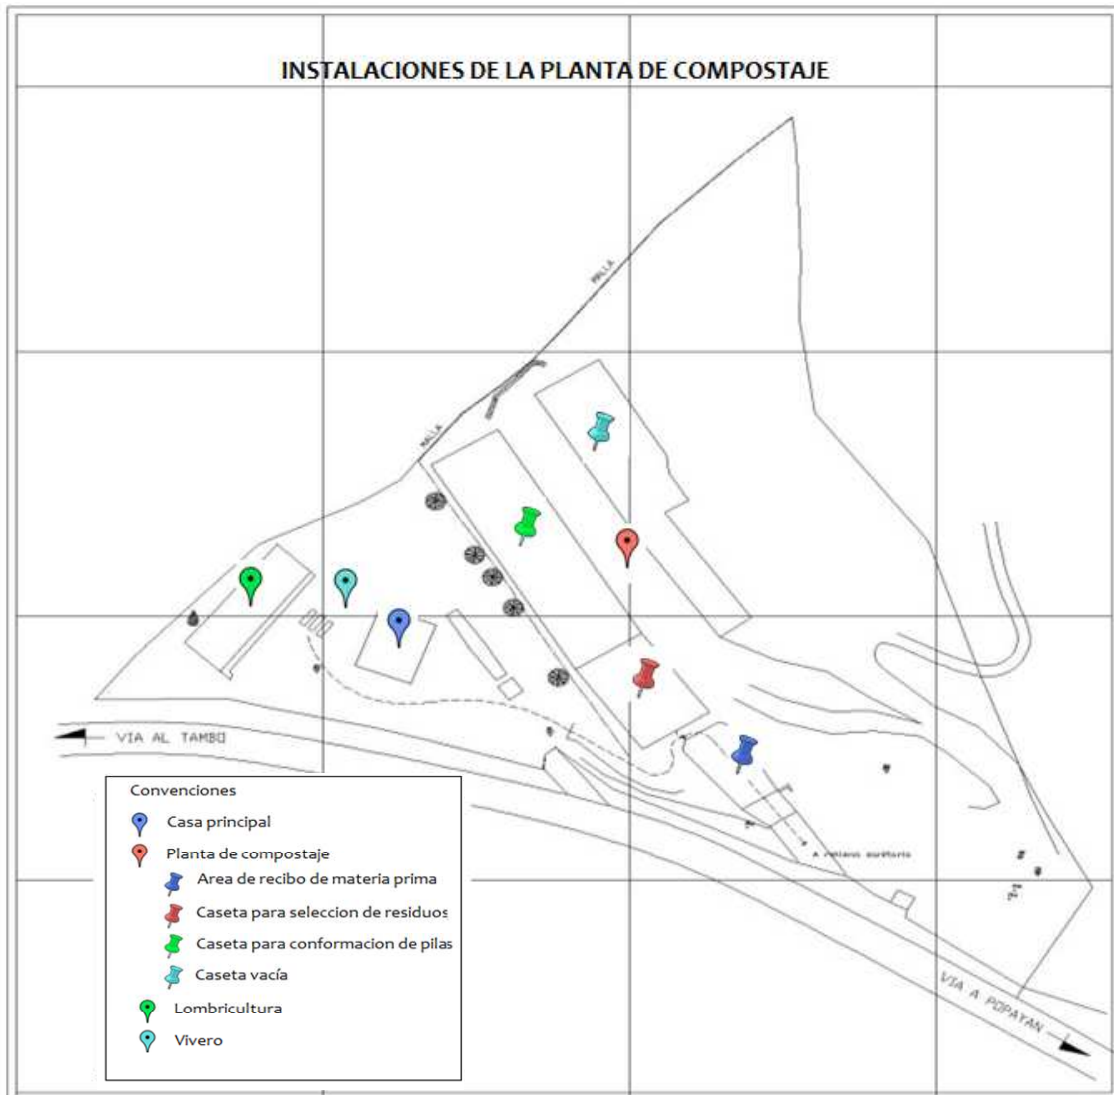 INSTALACIONES DE LA PLANTA DE COMPOSTAJE
MALLA
MALLA
VIA AL TAMBO
A relleno sanitario
VIA A POPAYAN
Convenciones
Casa principal
Planta de compostaje
Area de recibo de materia prima
Caseta para seleccion de residuos
Caseta para conformacion de pilas
Caseta vacía
Lombricultura
Vivero